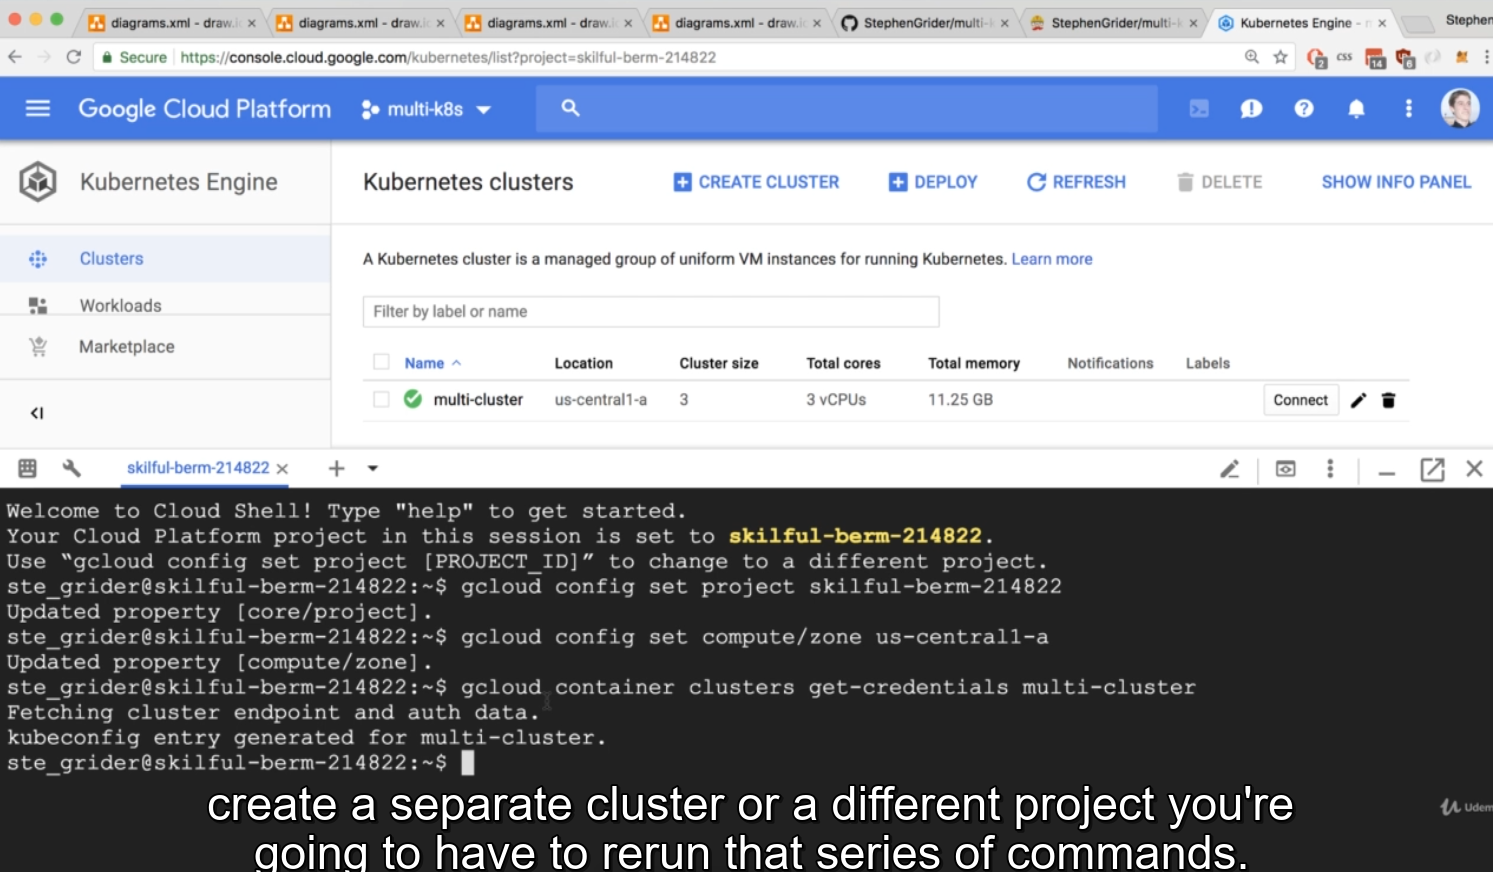 diagrams.xml - draw.i
diagrams.xml - draw.i
diagrams.xml - draw.i
diagrams.xml - draw.i
StephenGrider/multi-
StephenGrider/multi-k
Kubernetes Engine -
Stephen
Secure https://console.cloud.google.com/kubernetes/list?project=skilful-berm-214822
2 css 14 6
Google Cloud Platform multi-k8s
Kubernetes Engine
Kubernetes clusters CREATE CLUSTER DEPLOY REFRESH DELETE SHOW INFO PANEL
Clusters
Workloads
Marketplace
A Kubernetes cluster is a managed group of uniform VM instances for running Kubernetes. Learn more
Filter by label or name
Name Location Cluster size Total cores Total memory Notifications Labels
multi-cluster us-central1-a 3 3 vCPUs 11.25 GB Connect
skilful-berm-214822
Welcome to Cloud Shell! Type "help" to get started.
Your Cloud Platform project in this session is set to skilful-berm-214822.
Use “gcloud config set project [PROJECT_ID]” to change to a different project.
ste_grider@skilful-berm-214822:~$ gcloud config set project skilful-berm-214822
Updated property [core/project].
ste_grider@skilful-berm-214822:~$ gcloud config set compute/zone us-central1-a
Updated property [compute/zone].
ste_grider@skilful-berm-214822:~$ gcloud container clusters get-credentials multi-cluster
Fetching cluster endpoint and auth data.
kubeconfig entry generated for multi-cluster.
ste_grider@skilful-berm-214822:~$
create a separate cluster or a different project you're
going to have to rerun that series of commands.
Udem